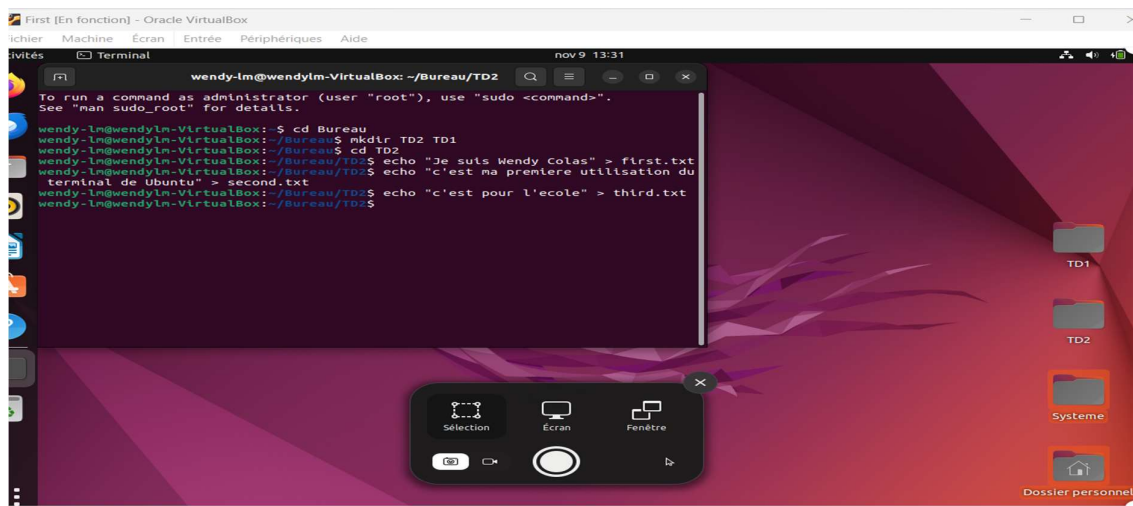 First [En fonction] - Oracle VirtualBox
ichier Machine Écran Entrée Périphériques Aide
ivités Terminal nov 9 13:31
wendy-lm@wendylm-VirtualBox: ~/Bureau/TD2
To run a command as administrator (user "root"), use "sudo <command>".
See "man sudo_root" for details.
wendy-lm@wendylm-VirtualBox:~$ cd Bureau
wendy-lm@wendylm-VirtualBox:~/Bureau$ mkdir TD2 TD1
wendy-lm@wendylm-VirtualBox:~/Bureau$ cd TD2
wendy-lm@wendylm-VirtualBox:~/Bureau/TD2$ echo "Je suis Wendy Colas" > first.txt
wendy-lm@wendylm-VirtualBox:~/Bureau/TD2$ echo "c'est ma premiere utilisation du
terminal de Ubuntu" > second.txt
wendy-lm@wendylm-VirtualBox:~/Bureau/TD2$ echo "c'est pour l'ecole" > third.txt
wendy-lm@wendylm-VirtualBox:~/Bureau/TD2$
TD1
TD2
Systeme
Dossier personnel
Sélection Écran Fenêtre